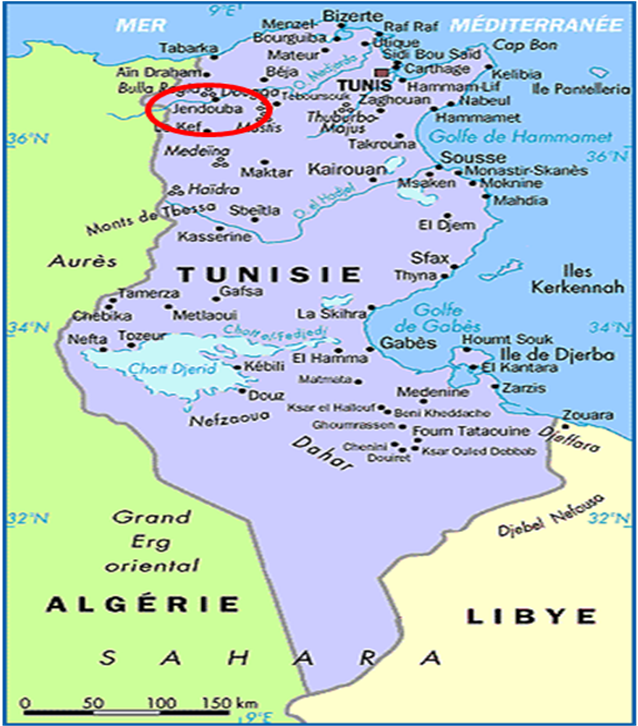 9°E
Bizerte
MER
Menzel-
Bourguiba
Raf Raf
MÉDITERRANÉE
Utique
Cap Bon
Tabarka
Mateur
Sidi Bou Saïd
Carthage
Kelibia
Aïn Draham
Béja
O. Medjerda
TUNIS
Hammam-Lif
Ile Pantelleria
Bulla Regia
Téboursouk
Zaghouan
Nabeul
Jendouba
Thuburbo-
Majus
Hammamet
Kef
Golfe de Hammamet
36°N
Takrouna
36°N
Medeïna
Sousse
Maktar
Kairouan
Monastir-Skanès
Msaken
Moknine
Haïdra
O. el Hadjel
Mahdia
Monts de Tbessa
Sbeïtla
El Djem
Kasserine
Aurès
TUNISIE
Sfax
Thyna
Iles
Kerkennah
Tamerza
Gafsa
Chebika
Metlaoui
La Skhira
Golfe
de Gabès
34°N
34°N
Nefta
Tozeur
Gabès
Houmt Souk
Ile de Djerba
El Hamma
El Kantara
Chott Djerid
Kébili
Matmata
Zarzis
Douz
Medenine
Nefzaoua
Ksar el Hallouf
Beni Kheddache
Zouara
Ghoumrassen
Foum Tataouine
Djeffara
Dahar
Chenini
Douiret
Ksar Ouled Debbab
32°N
Djebel Nefousa
32°N
Grand
Erg
oriental
ALGÉRIE
LIBYE
SAHARA
0 50 100 150 km
9°E